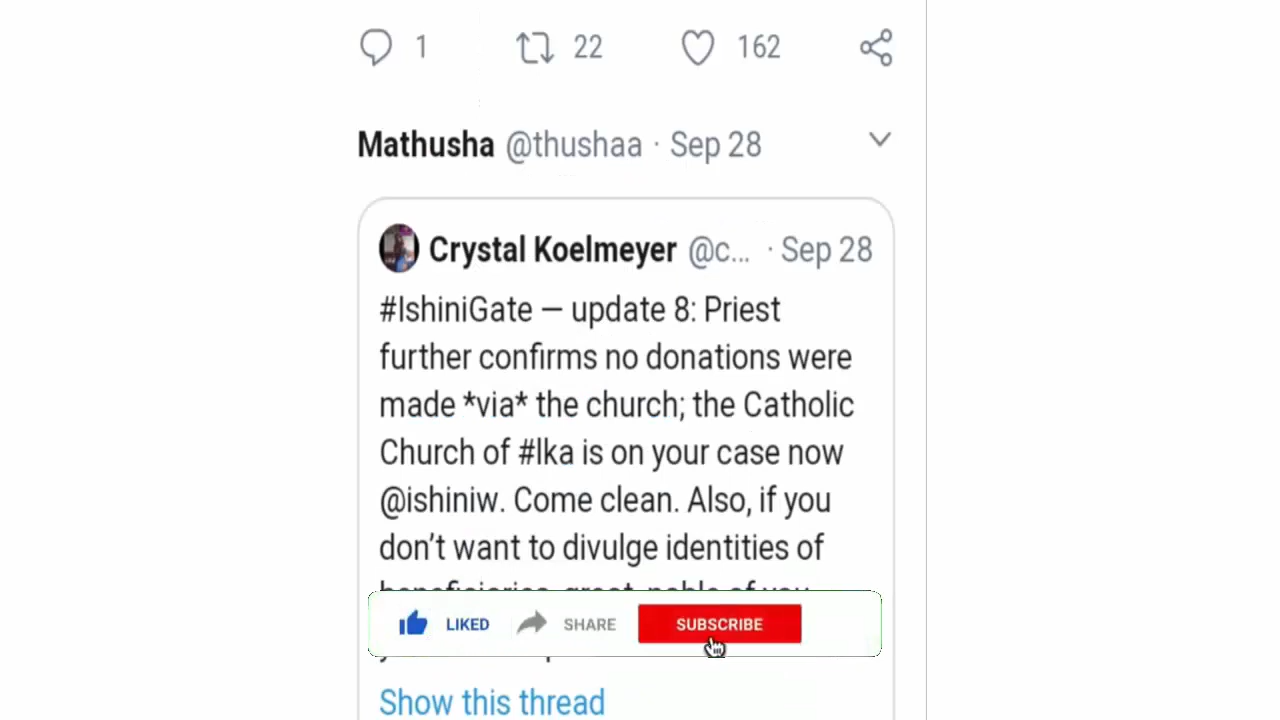 1 22 162
Mathusha @thushaa · Sep 28
Crystal Koelmeyer @c... · Sep 28
#IshiniGate — update 8: Priest
further confirms no donations were
made *via* the church; the Catholic
Church of #lka is on your case now
@ishiniw. Come clean. Also, if you
don't want to divulge identities of
LIKED SHARE SUBSCRIBE
Show this thread